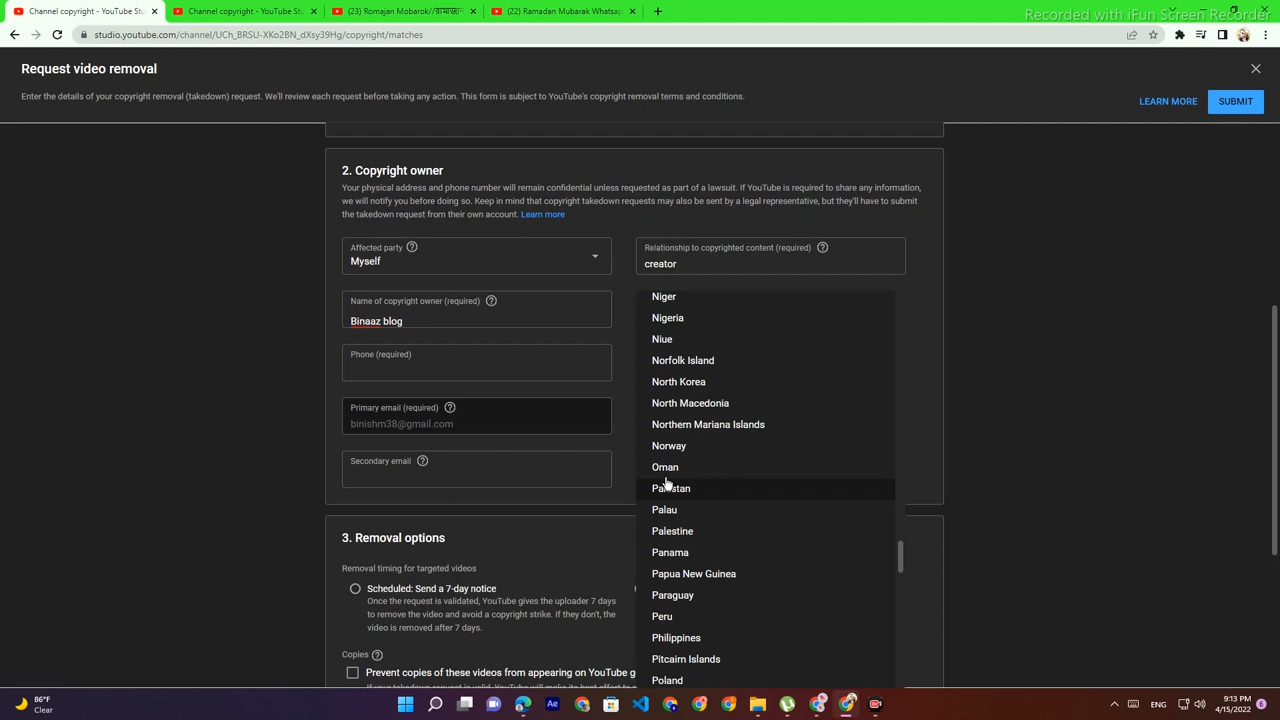 Channel copyright - YouTube Stu
Channel copyright - YouTube Stu
(23) Romajan Mobarok//রামাজান
(22) Ramadan Mubarak Whatsap
Recorded with iFun Screen Recorder
studio.youtube.com/channel/UCh_BRSU-XKo2BN_dXsy39Hg/copyright/matches
Request video removal
Enter the details of your copyright removal (takedown) request. We'll review each request before taking any action. This form is subject to YouTube's copyright removal terms and conditions.
LEARN MORE
SUBMIT
2. Copyright owner
Your physical address and phone number will remain confidential unless requested as part of a lawsuit. If YouTube is required to share any information,
we will notify you before doing so. Keep in mind that copyright takedown requests may also be sent by a legal representative, but they'll have to submit
the takedown request from their own account. Learn more
Affected party
Myself
Relationship to copyrighted content (required)
creator
Name of copyright owner (required)
Binaaz blog
Phone (required)
Primary email (required)
binishm38@gmail.com
Secondary email
Niger
Nigeria
Niue
Norfolk Island
North Korea
North Macedonia
Northern Mariana Islands
Norway
Oman
Pakistan
Palau
Palestine
Panama
Papua New Guinea
Paraguay
Peru
Philippines
Pitcairn Islands
Poland
3. Removal options
Removal timing for targeted videos
Scheduled: Send a 7-day notice
Once the request is validated, YouTube gives the uploader 7 days
to remove the video and avoid a copyright strike. If they don't, the
video is removed after 7 days.
Copies
Prevent copies of these videos from appearing on YouTube g
86°F
Clear
Ae
ENG
9:13 PM
4/15/2022
6